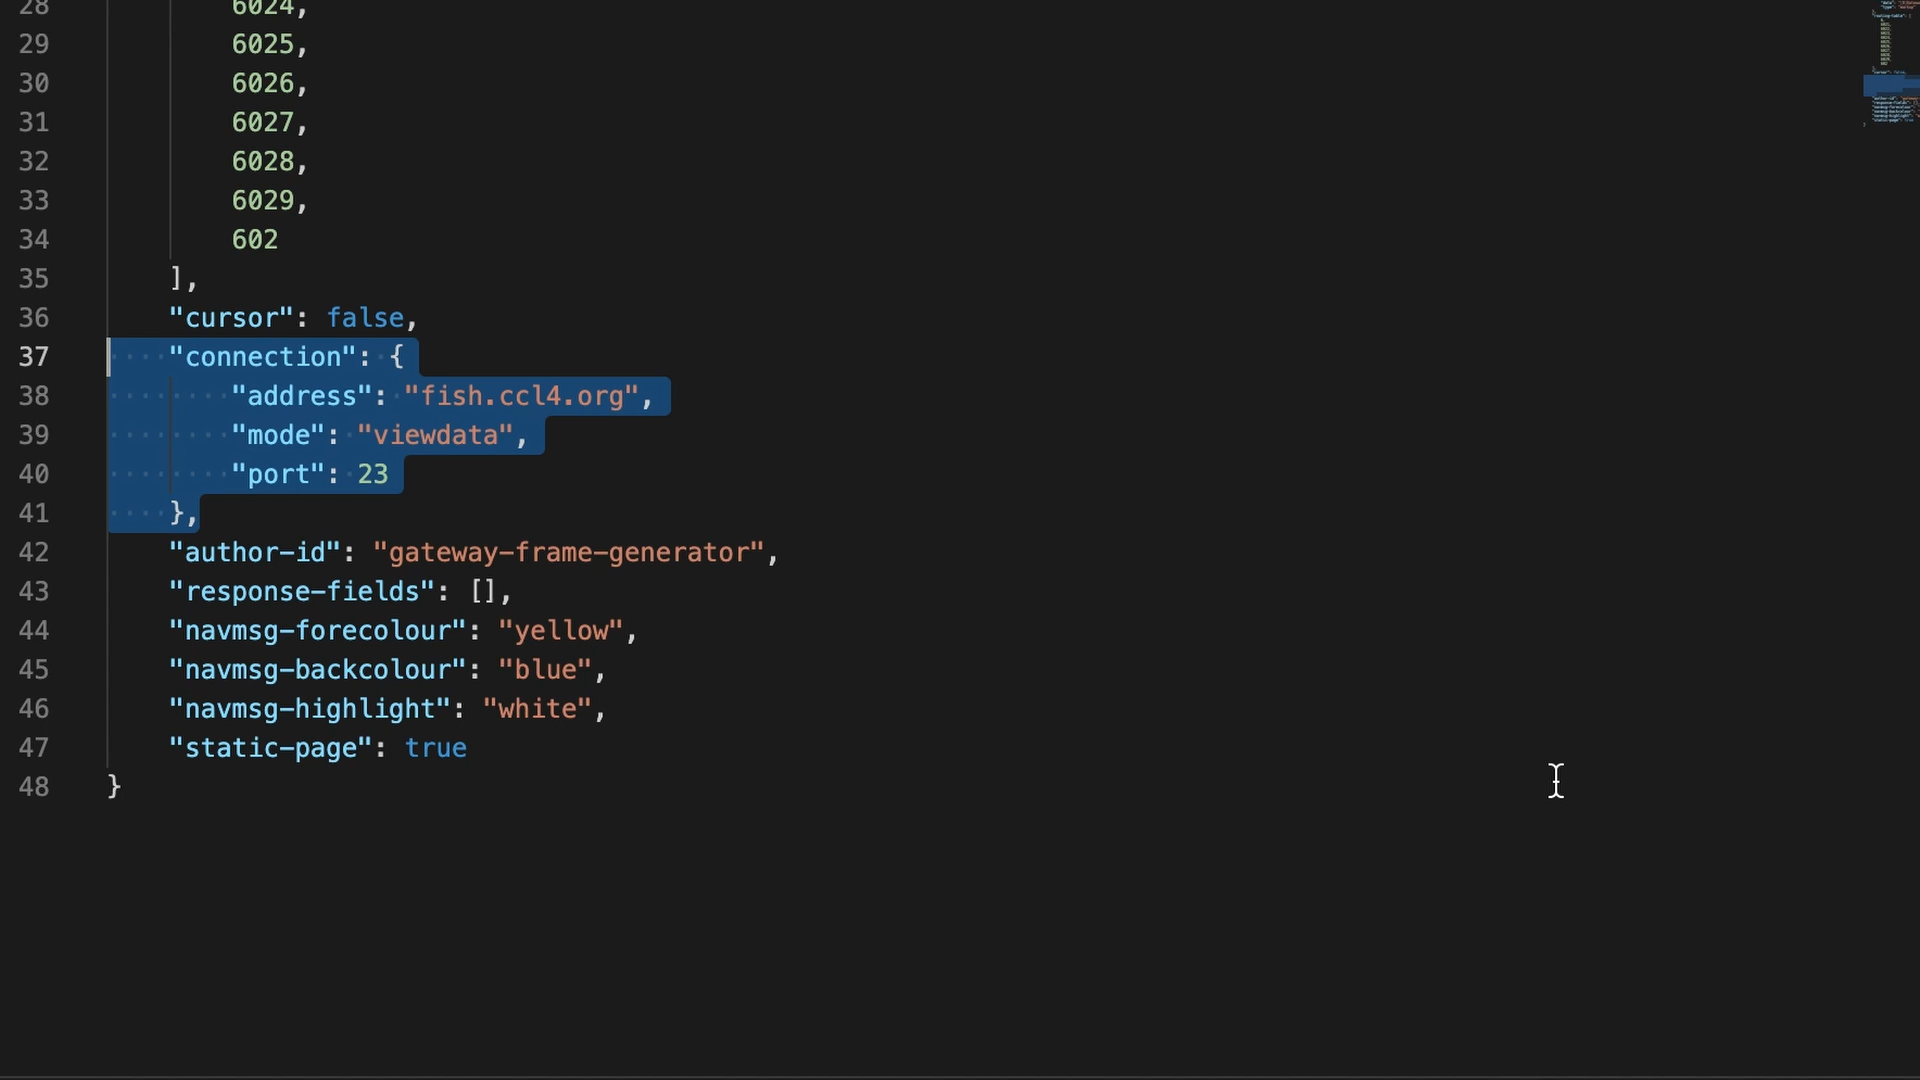 28 6024,
29 6025,
30 6026,
31 6027,
32 6028,
33 6029,
34 602
35 ],
36 "cursor": false,
37 "connection": {
38 "address": "fish.ccl4.org",
39 "mode": "viewdata",
40 "port": 23
41 },
42 "author-id": "gateway-frame-generator",
43 "response-fields": [],
44 "navmsg-forecolour": "yellow",
45 "navmsg-backcolour": "blue",
46 "navmsg-highlight": "white",
47 "static-page": true
48 }